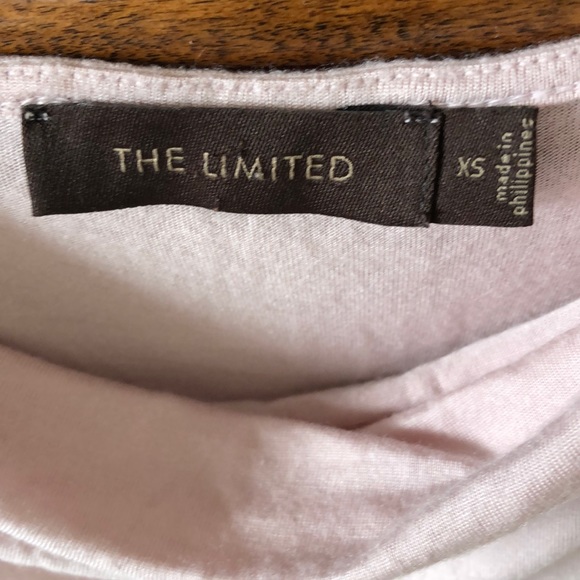 THE LIMITED
XS
made in
philippines